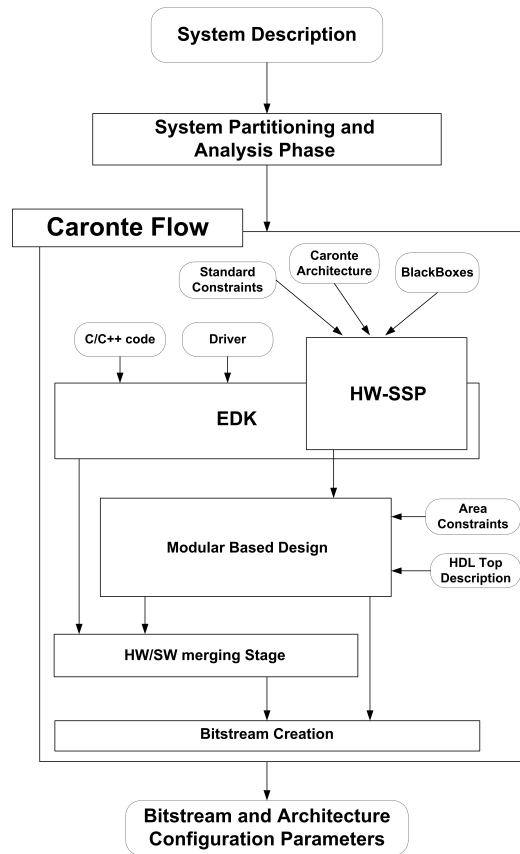 System Description
System Partitioning and
Analysis Phase
Caronte Flow
Standard
Constraints
Caronte
Architecture
BlackBoxes
C/C++ code
Driver
HW-SSP
EDK
Modular Based Design
Area
Constraints
HDL Top
Description
HW/SW merging Stage
Bitstream Creation
Bitstream and Architecture
Configuration Parameters